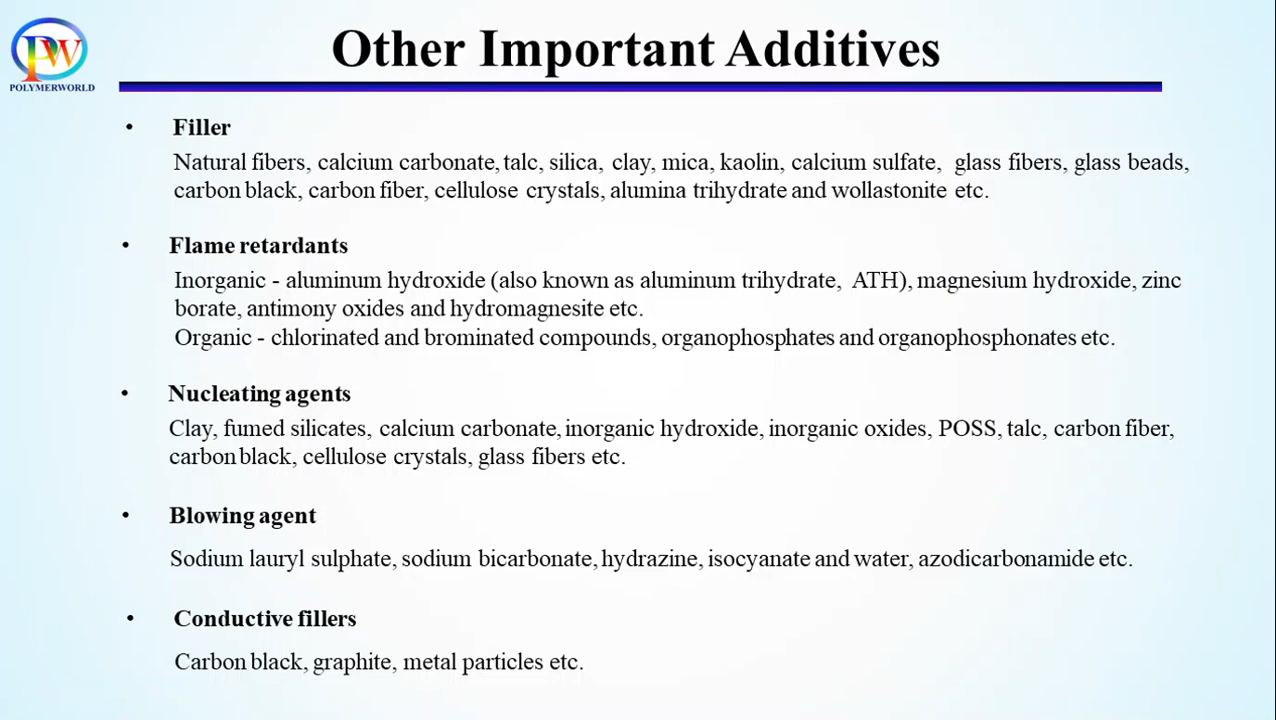 PW
POLYMERWORLD
Other Important Additives
• Filler
Natural fibers, calcium carbonate, talc, silica, clay, mica, kaolin, calcium sulfate, glass fibers, glass beads,
carbon black, carbon fiber, cellulose crystals, alumina trihydrate and wollastonite etc.
• Flame retardants
Inorganic - aluminum hydroxide (also known as aluminum trihydrate, ATH), magnesium hydroxide, zinc
borate, antimony oxides and hydromagnesite etc.
Organic - chlorinated and brominated compounds, organophosphates and organophosphonates etc.
• Nucleating agents
Clay, fumed silicates, calcium carbonate, inorganic hydroxide, inorganic oxides, POSS, talc, carbon fiber,
carbon black, cellulose crystals, glass fibers etc.
• Blowing agent
Sodium lauryl sulphate, sodium bicarbonate, hydrazine, isocyanate and water, azodicarbonamide etc.
• Conductive fillers
Carbon black, graphite, metal particles etc.